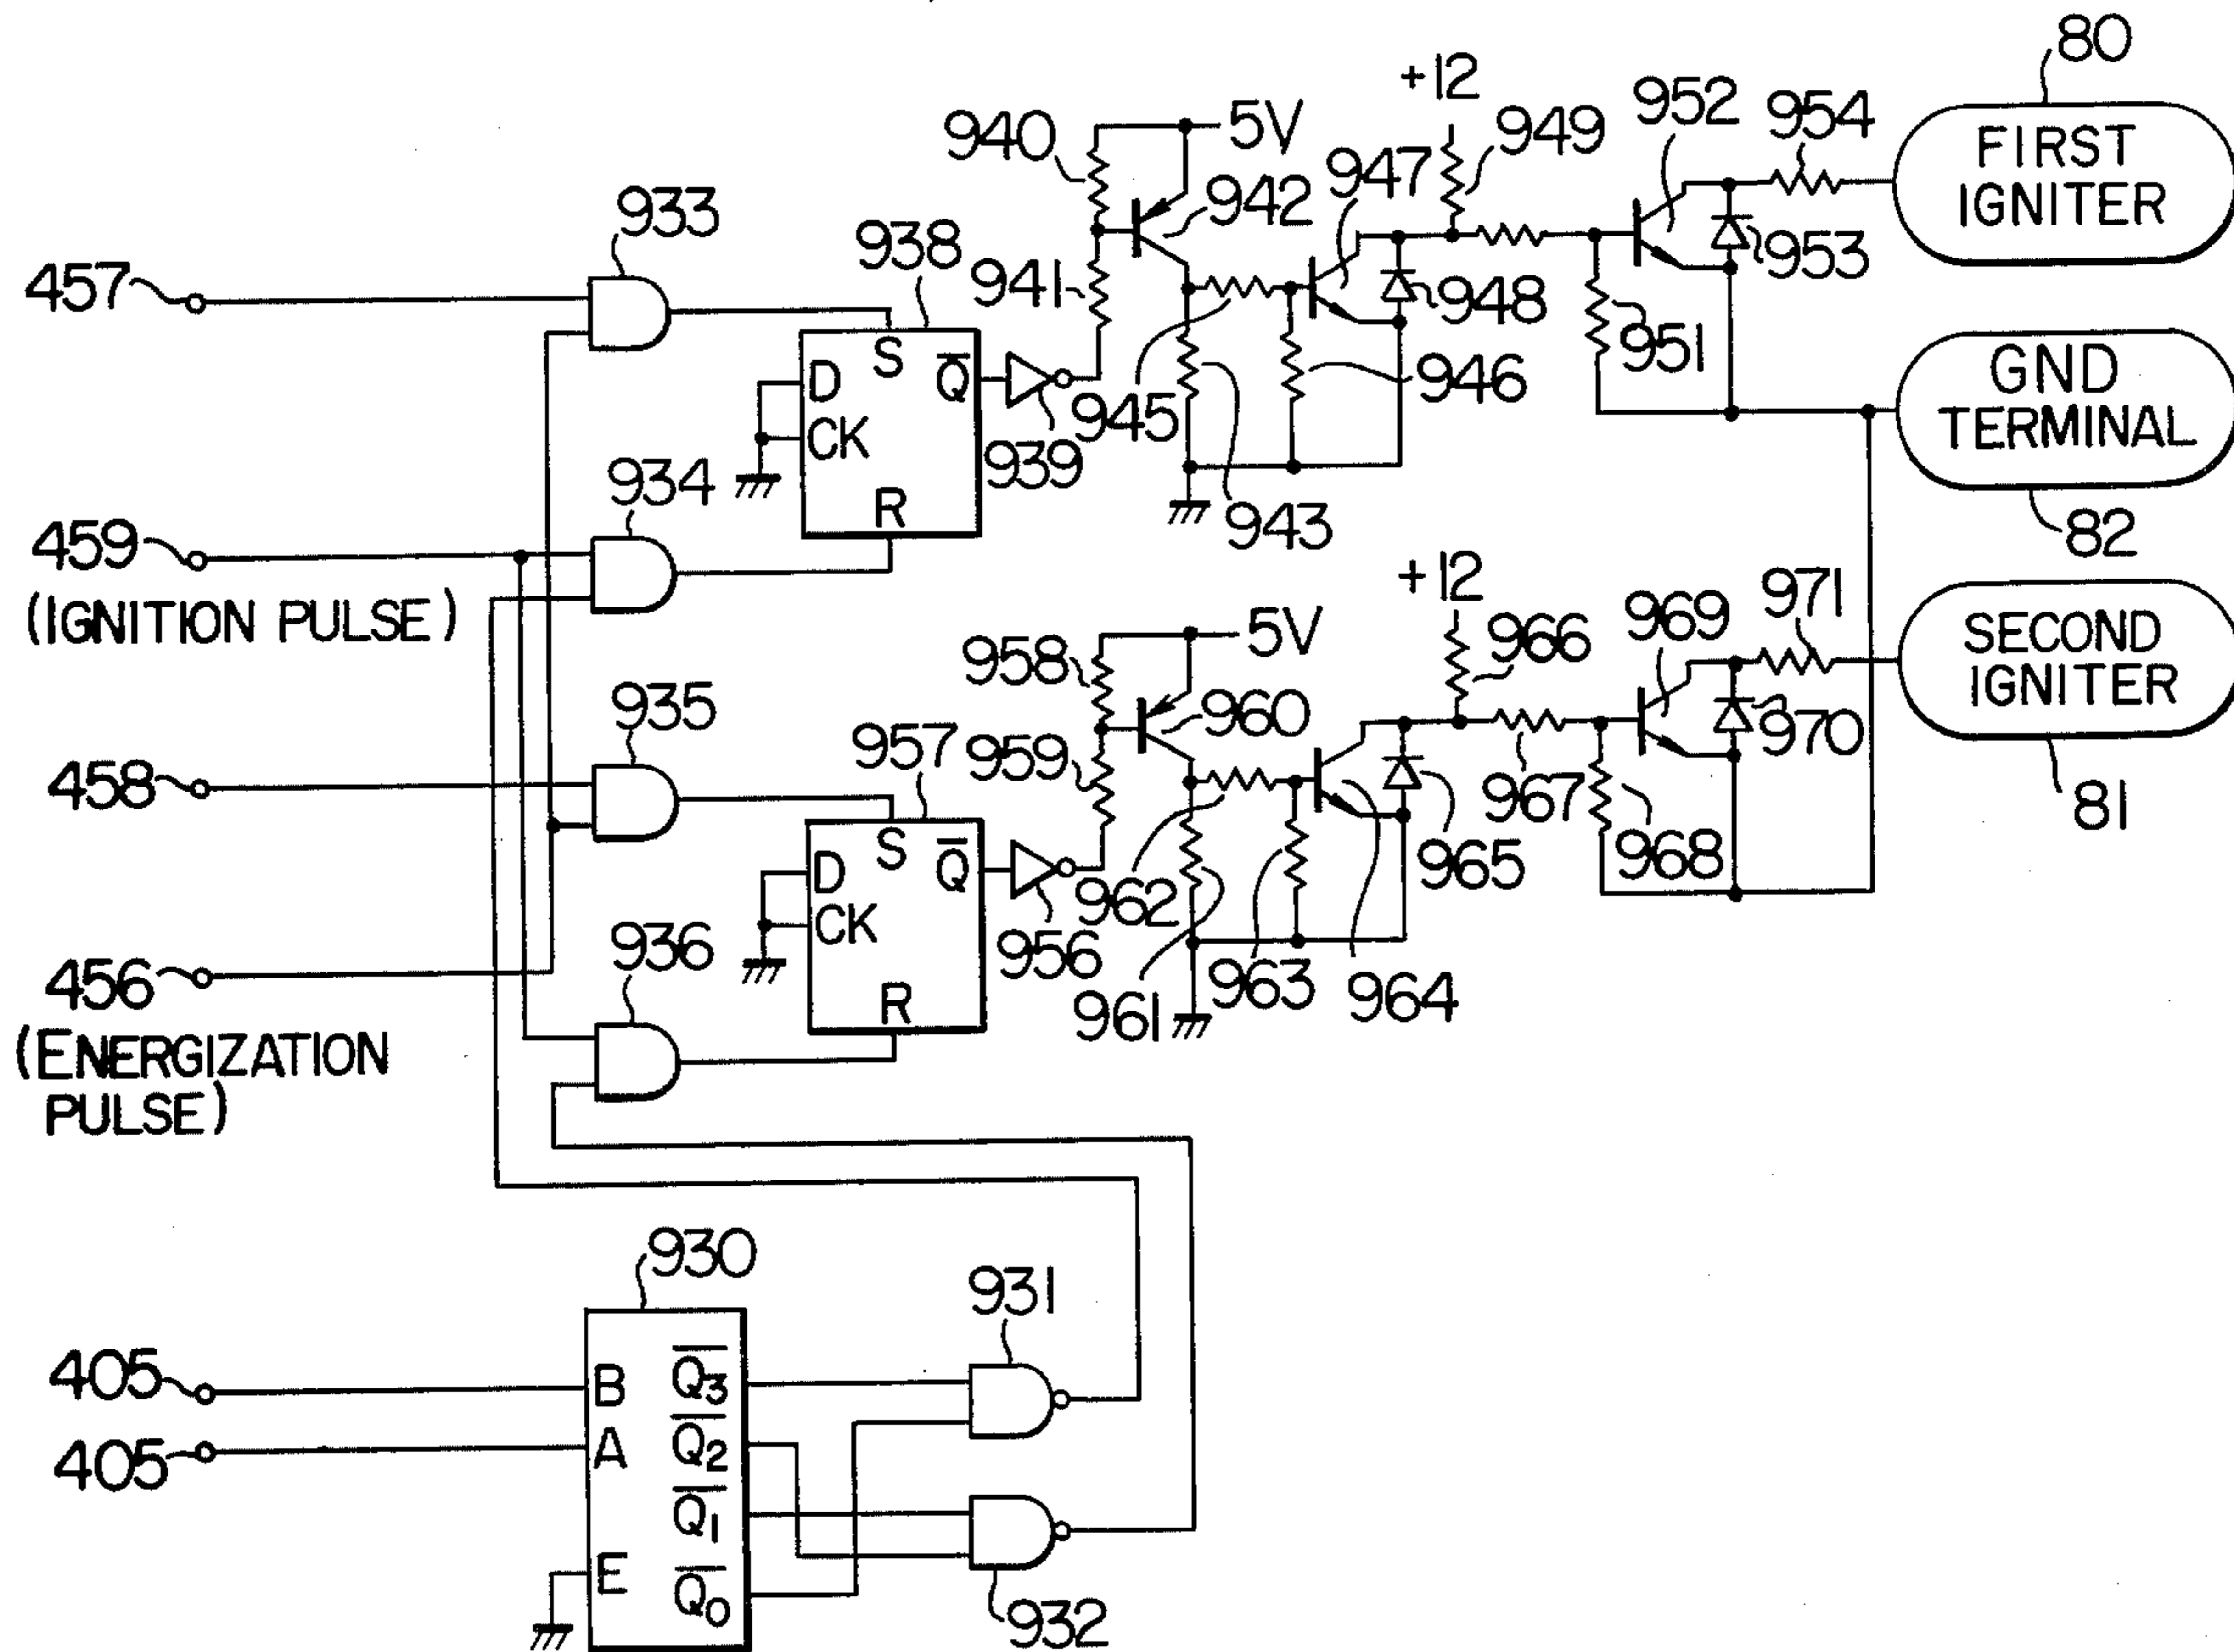 80
+12
952
954
940
5V
949
FIRST
IGNITER
933
938
942
947
457
941
953
948
S
951
GND
TERMINAL
D
Q̅
945
946
CK
939
934
R
943
82
459
+12
969
971
(IGNITION PULSE)
958
5V
966
SECOND
IGNITER
935
957
959
960
970
458
967
81
S
968
965
D
Q̅
962
CK
936
956
963
964
456
R
961
(ENERGIZATION
PULSE)
930
931
405
B
Q̅3
405
A
Q̅2
Q̅1
E
Q̅0
932